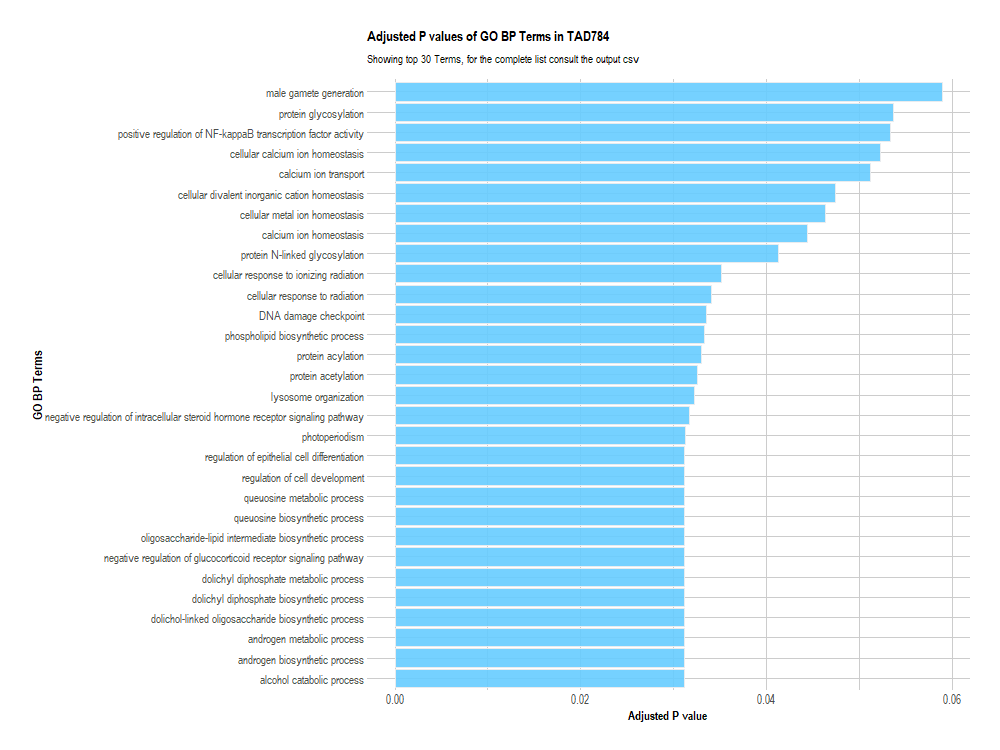 Adjusted P values of GO BP Terms in TAD784
Showing top 30 Terms, for the complete list consult the output csv
male gamete generation
protein glycosylation
positive regulation of NF-kappaB transcription factor activity
cellular calcium ion homeostasis
calcium ion transport
cellular divalent inorganic cation homeostasis
cellular metal ion homeostasis
calcium ion homeostasis
protein N-linked glycosylation
cellular response to ionizing radiation
cellular response to radiation
DNA damage checkpoint
phospholipid biosynthetic process
protein acylation
protein acetylation
lysosome organization
negative regulation of intracellular steroid hormone receptor signaling pathway
photoperiodism
regulation of epithelial cell differentiation
regulation of cell development
queuosine metabolic process
queuosine biosynthetic process
oligosaccharide-lipid intermediate biosynthetic process
negative regulation of glucocorticoid receptor signaling pathway
dolichyl diphosphate metabolic process
dolichyl diphosphate biosynthetic process
dolichol-linked oligosaccharide biosynthetic process
androgen metabolic process
androgen biosynthetic process
alcohol catabolic process
GO BP Terms
0.00 0.02 0.04 0.06
Adjusted P value